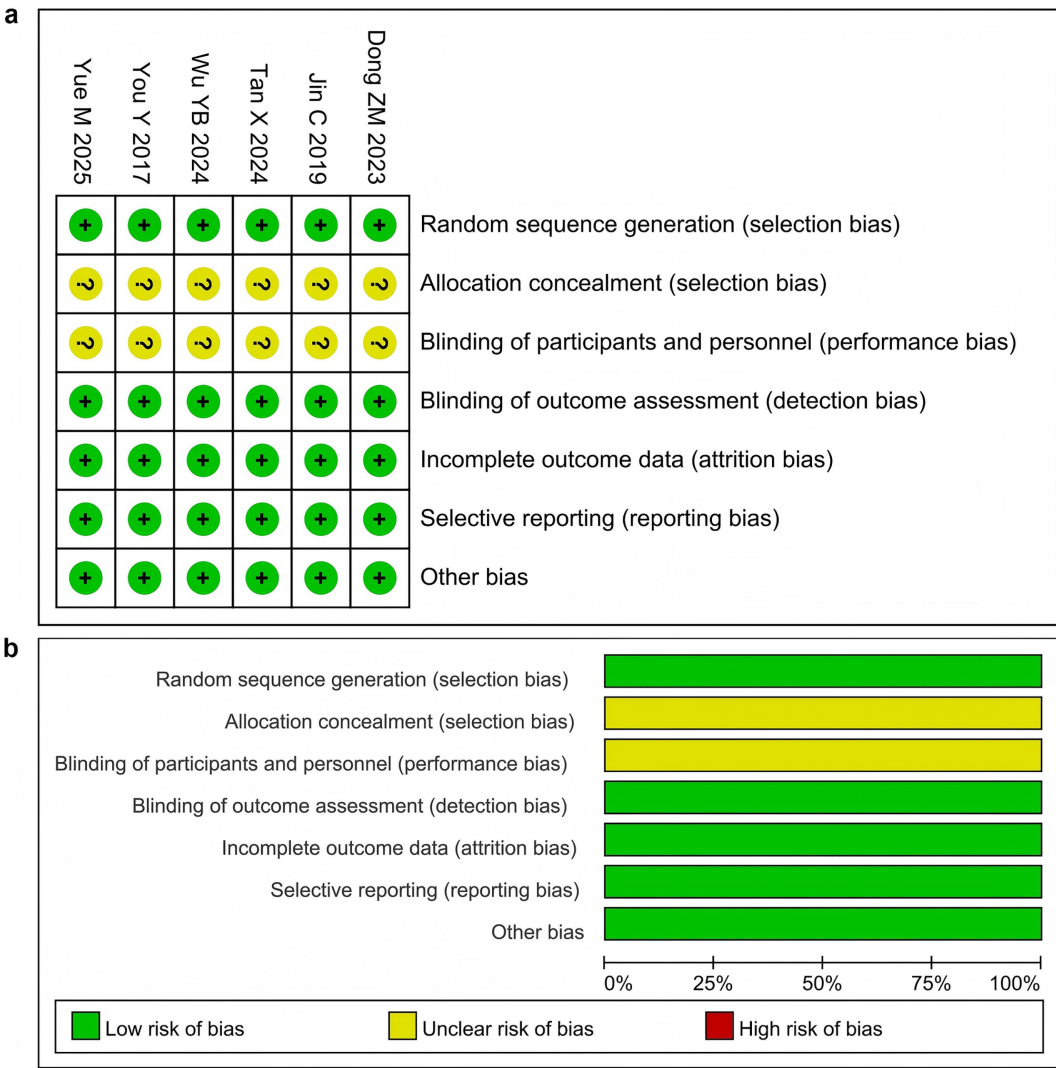 a
Yue M 2025
You Y 2017
Wu YB 2024
Tan X 2024
Jin C 2019
Dong ZM 2023
+ + + + + + Random sequence generation (selection bias)
? ? ? ? ? ? Allocation concealment (selection bias)
? ? ? ? ? ? Blinding of participants and personnel (performance bias)
+ + + + + + Blinding of outcome assessment (detection bias)
+ + + + + + Incomplete outcome data (attrition bias)
+ + + + + + Selective reporting (reporting bias)
+ + + + + + Other bias
b
Random sequence generation (selection bias)
Allocation concealment (selection bias)
Blinding of participants and personnel (performance bias)
Blinding of outcome assessment (detection bias)
Incomplete outcome data (attrition bias)
Selective reporting (reporting bias)
Other bias
0% 25% 50% 75% 100%
Low risk of bias Unclear risk of bias High risk of bias